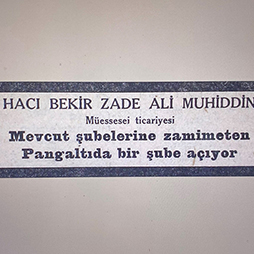 HACI BEKİR ZADE ALİ MUHİDDİN
Müessesei ticariyesi
Mevcut şubelerine zamimeten
Pangaltıda bir şube açıyor